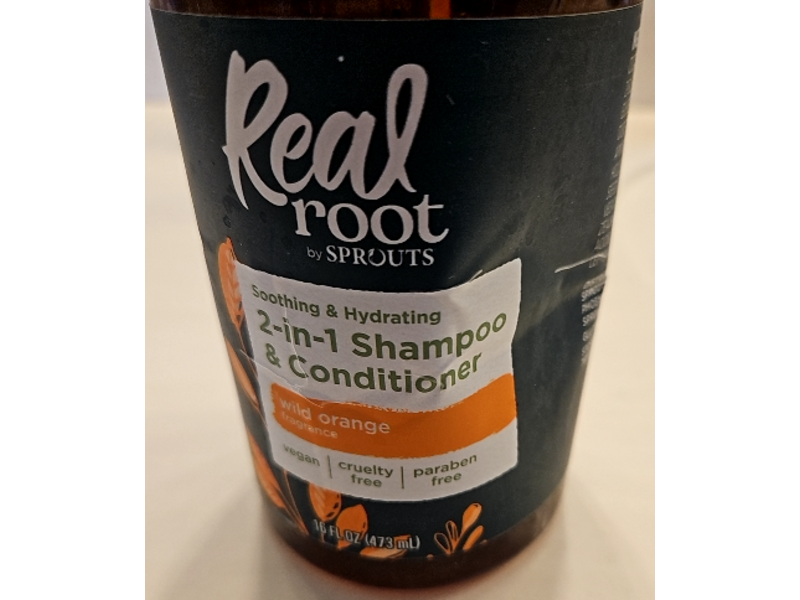 Real
root
by SPROUTS
Soothing & Hydrating
2-in-1 Shampoo
& Conditioner
wild orange
fragrance
vegan | cruelty free | paraben free
16 FL OZ (473 mL)